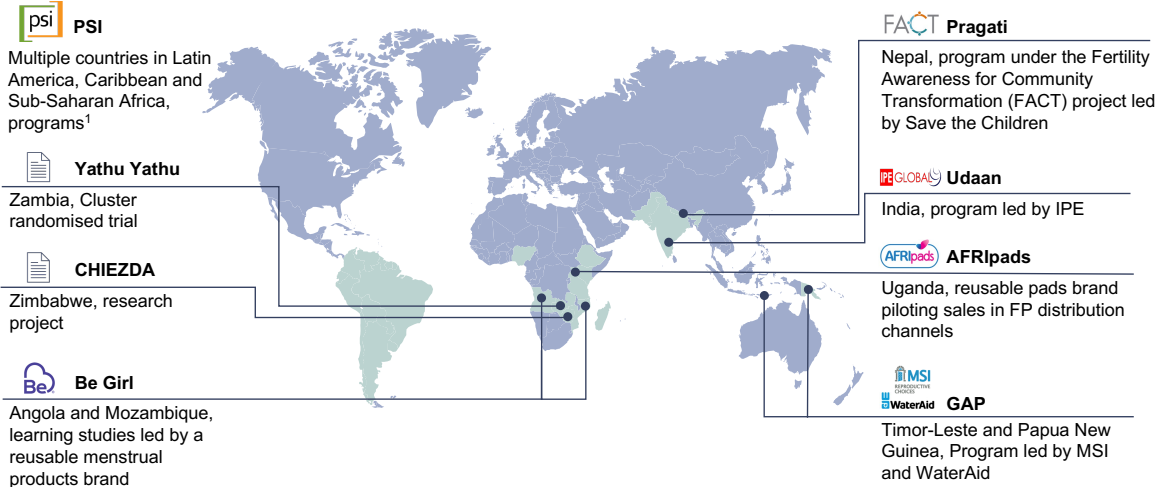 psi PSI
Multiple countries in Latin
America, Caribbean and
Sub-Saharan Africa,
programs1
Yathu Yathu
Zambia, Cluster
randomised trial
CHIEZDA
Zimbabwe, research
project
Be. Be Girl
Angola and Mozambique,
learning studies led by a
reusable menstrual
products brand
FACT Pragati
Nepal, program under the Fertility
Awareness for Community
Transformation (FACT) project led
by Save the Children
IPE GLOBAL Udaan
India, program led by IPE
AFRIpads AFRIpads
Uganda, reusable pads brand
piloting sales in FP distribution
channels
MSI
REPRODUCTIVE
CHOICES
WaterAid GAP
Timor-Leste and Papua New
Guinea, Program led by MSI
and WaterAid